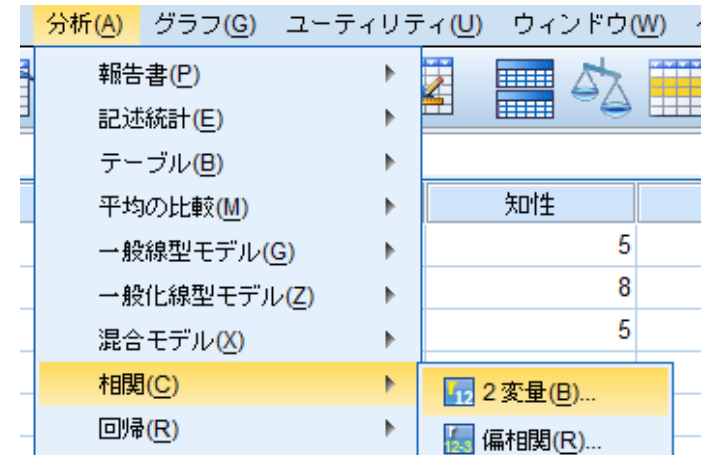 分析(A) グラフ(G) ユーティリティ(U) ウィンドウ(W)
報告書(P)
記述統計(E)
テーブル(B)
平均の比較(M) 知性
一般線型モデル(G) 5
一般化線型モデル(Z) 8
混合モデル(X) 5
相関(C) 2変量(B)...
回帰(R) 偏相関(R)...